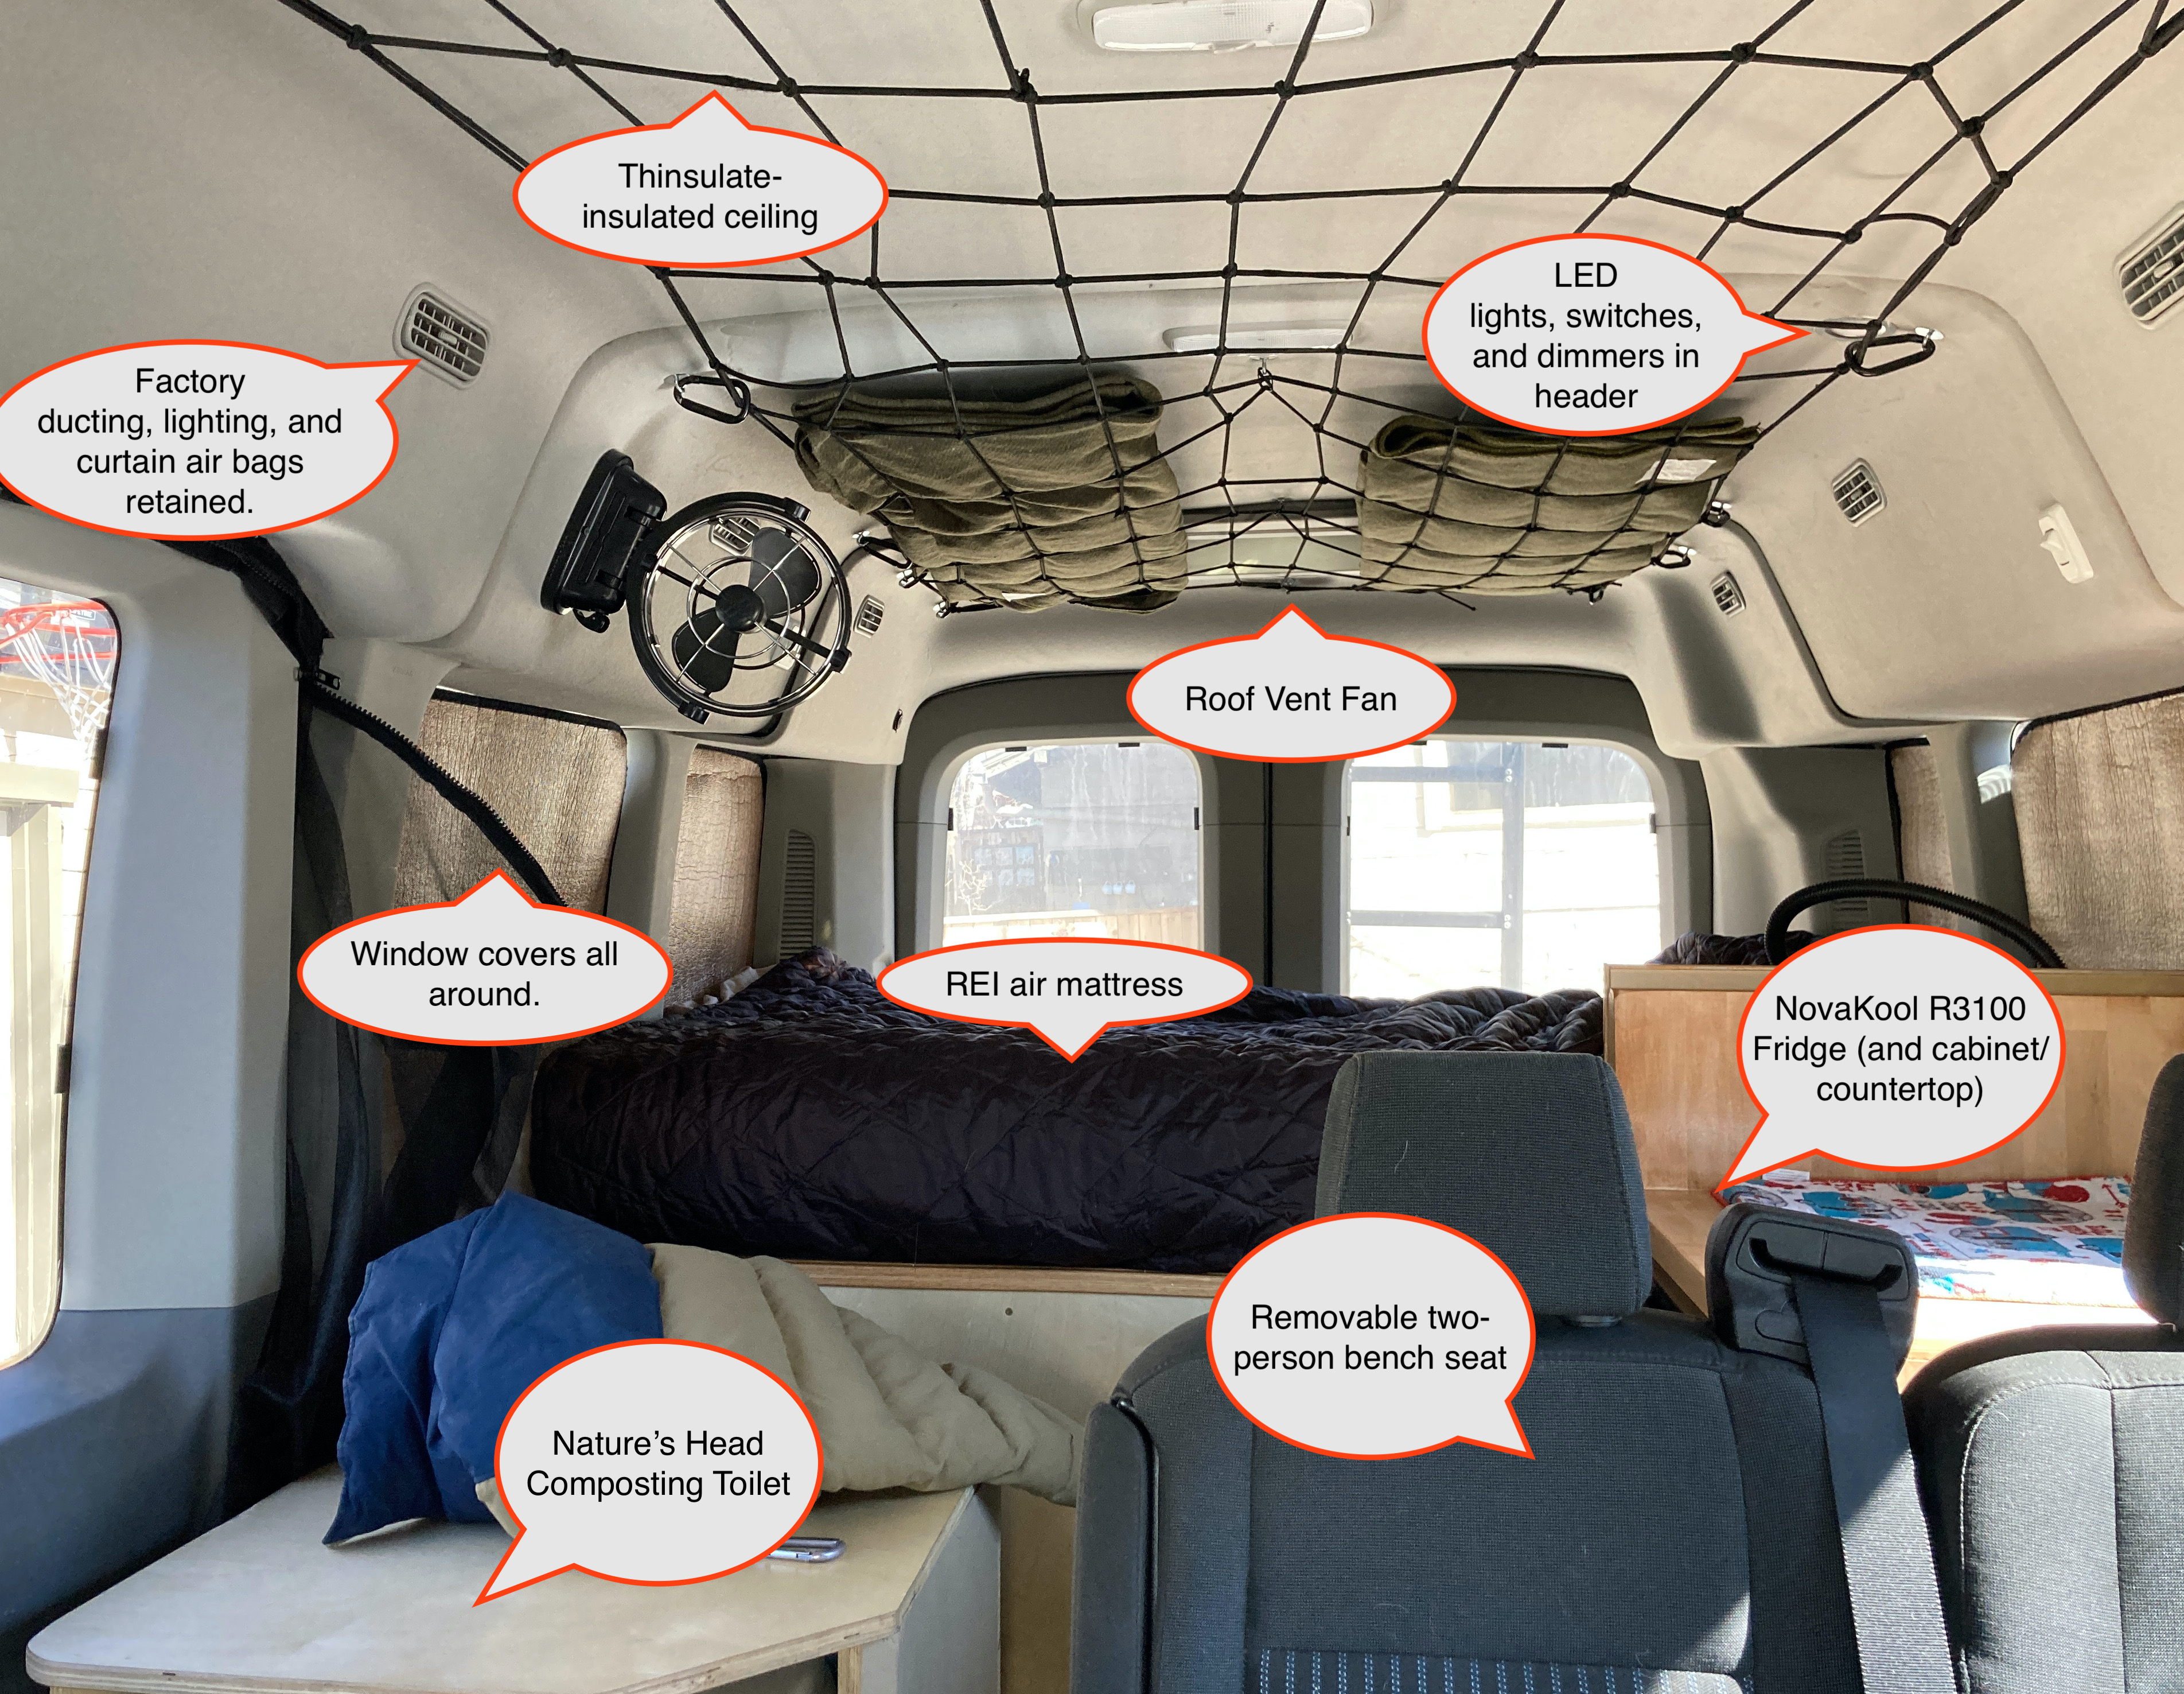 Thinsulate-
insulated ceiling
LED
lights, switches,
and dimmers in
header
Factory
ducting, lighting, and
curtain air bags
retained.
Roof Vent Fan
Window covers all
around.
REI air mattress
NovaKool R3100
Fridge (and cabinet/
countertop)
Removable two-
person bench seat
Nature’s Head
Composting Toilet